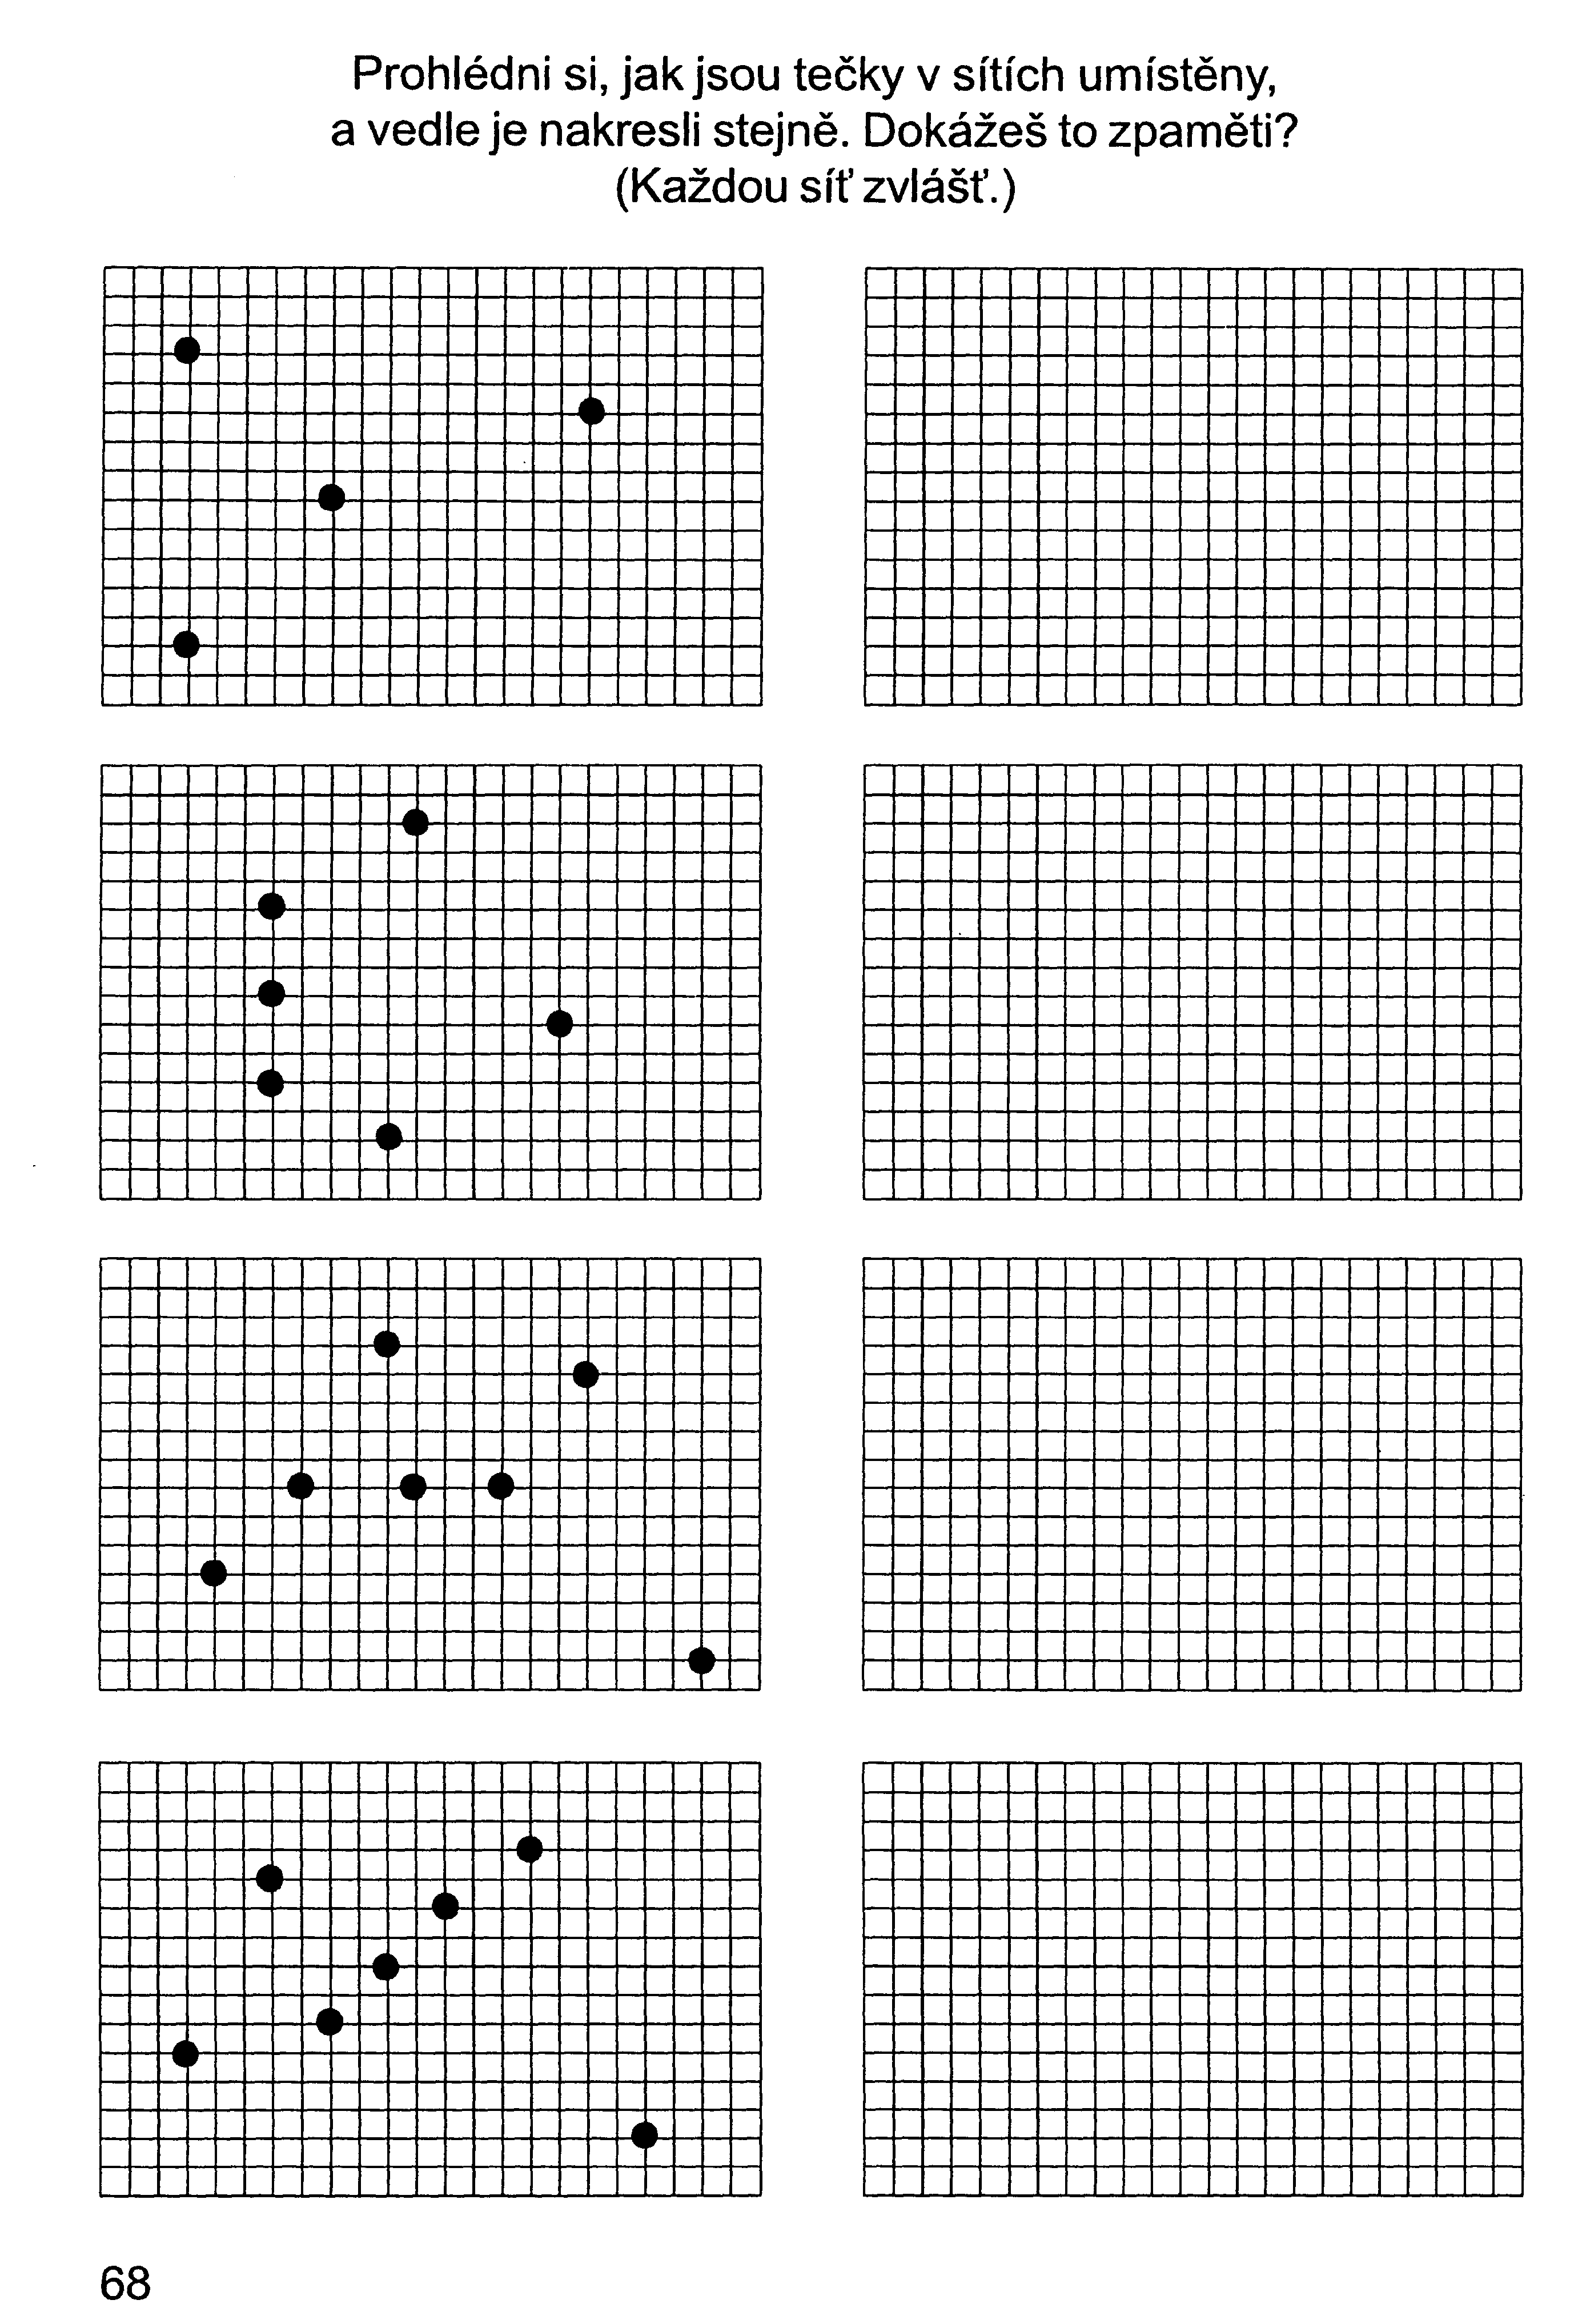 Prohlédni si, jak jsou tečky v sítích umístěny,
a vedle je nakresli stejně. Dokážeš to zpaměti?
(Každou síť zvlášť.)
68